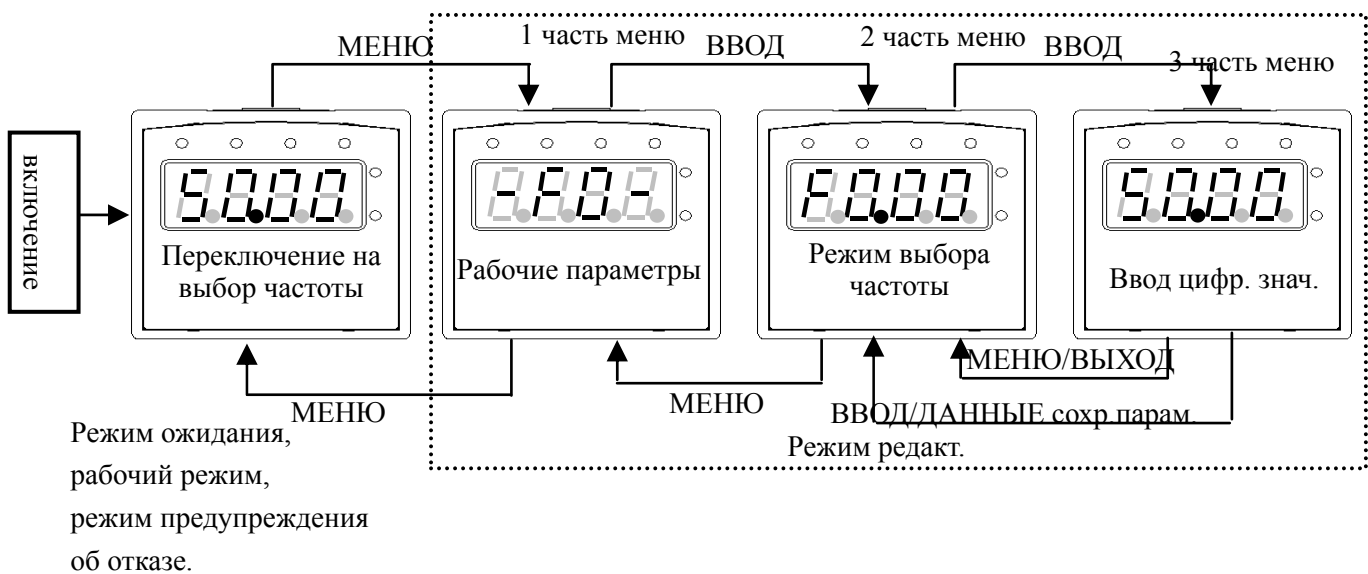 МЕНЮ
1 часть меню
ВВОД
2 часть меню
ВВОД
3 часть меню
включение
50.00
Переключение на
выбор частоты
-F0-
Рабочие параметры
F0.00
Режим выбора
частоты
50.00
Ввод цифр. знач.
МЕНЮ
МЕНЮ
МЕНЮ/ВЫХОД
ВВОД/ДАННЫЕ сохр.парам.
Режим редакт.
Режим ожидания,
рабочий режим,
режим предупреждения
об отказе.